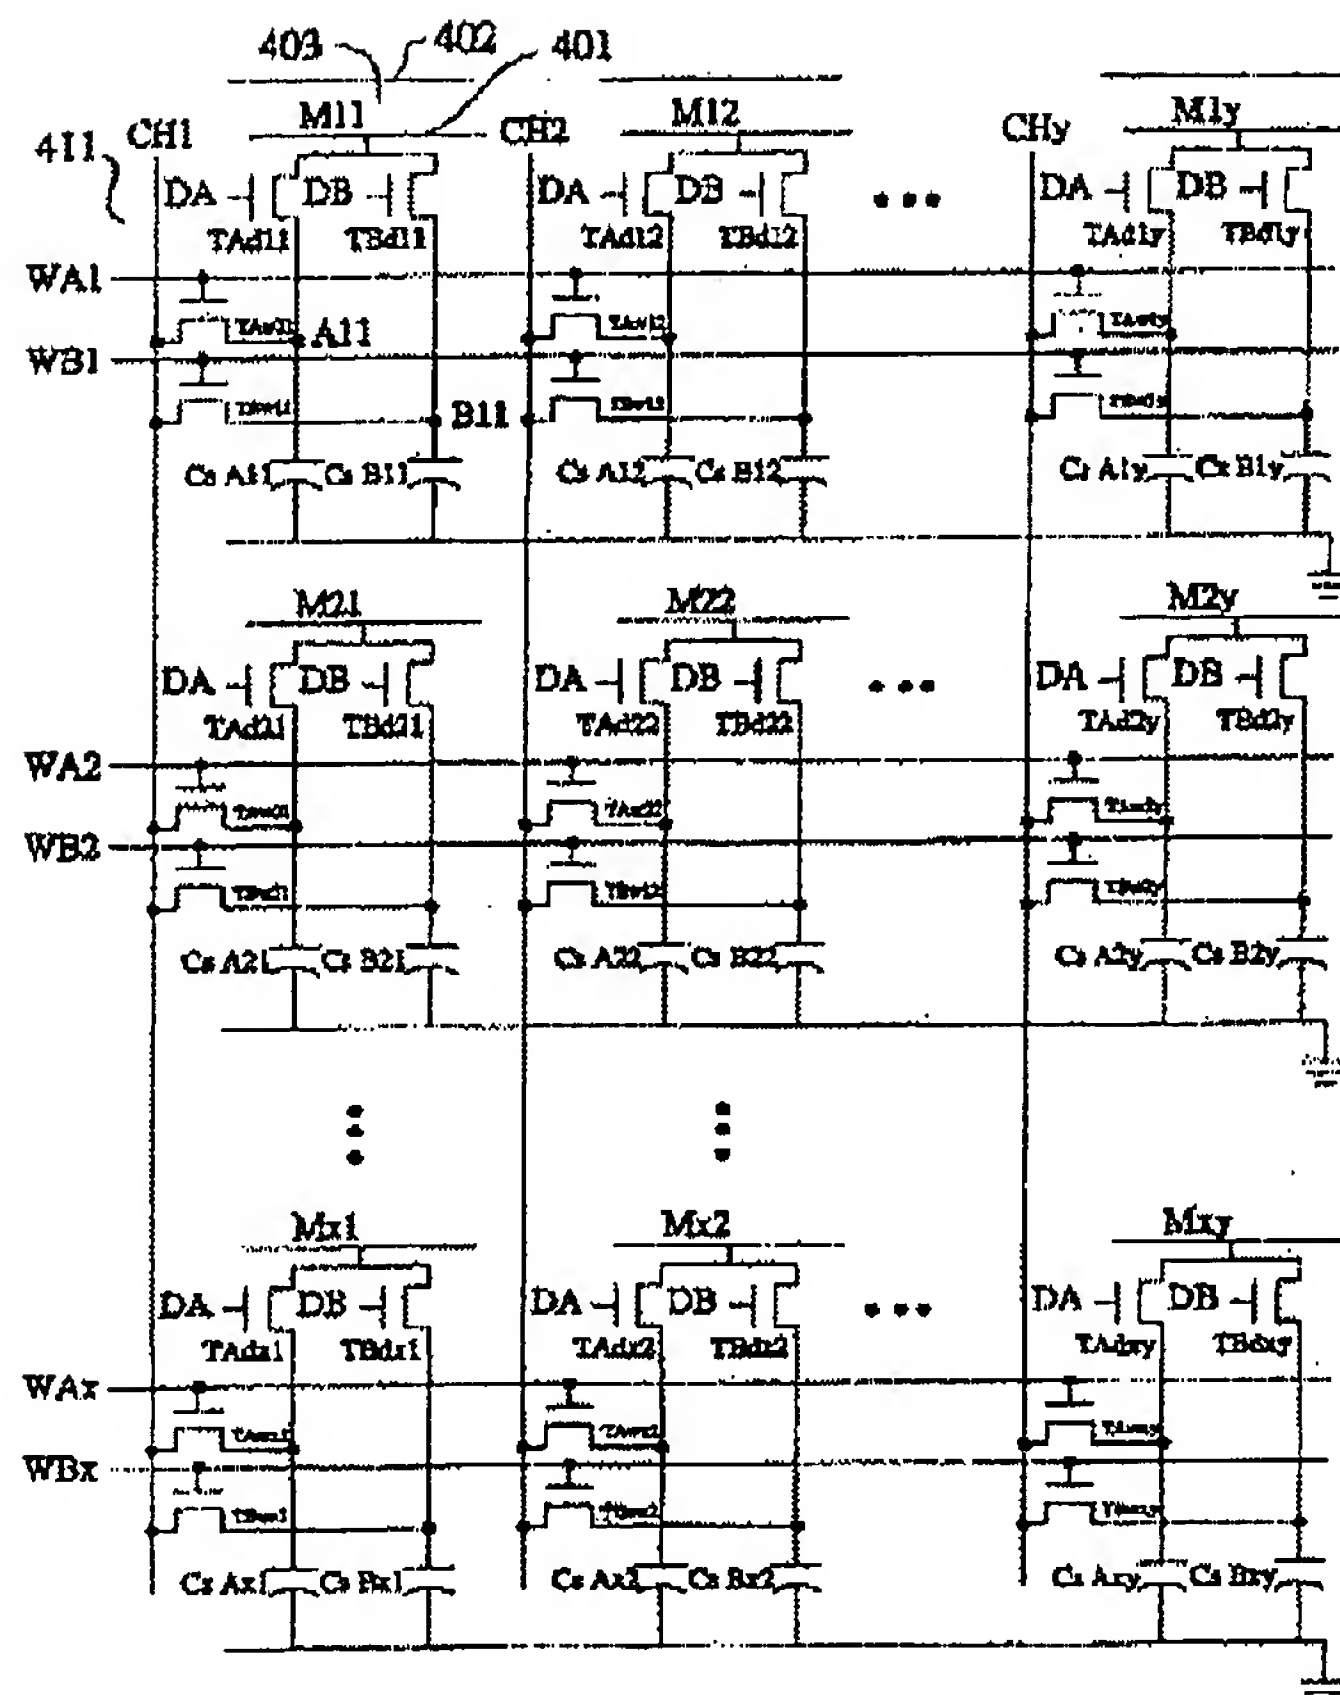 403 402 401
M11 M12 M1y
411 CH1 CH2 CHy
DA DB DA DB DA DB
TAd11 TBd11 TAd12 TBd12 TAd1y TBd1y
WA1
A11
WB1
B11
Cs A11 Cs B11 Cs A12 Cs B12 Cs A1y Cs B1y
M21 M22 M2y
DA DB DA DB DA DB
TAd21 TBd21 TAd22 TBd22 TAd2y TBd2y
WA2
WB2
Cs A21 Cs B21 Cs A22 Cs B22 Cs A2y Cs B2y
Mx1 Mx2 Mxy
DA DB DA DB DA DB
TAdx1 TBdx1 TAdx2 TBdx2 TAdxy TBdxy
WAx
WBx
Cs Ax1 Cs Bx1 Cs Ax2 Cs Bx2 Cs Axy Cs Bxy